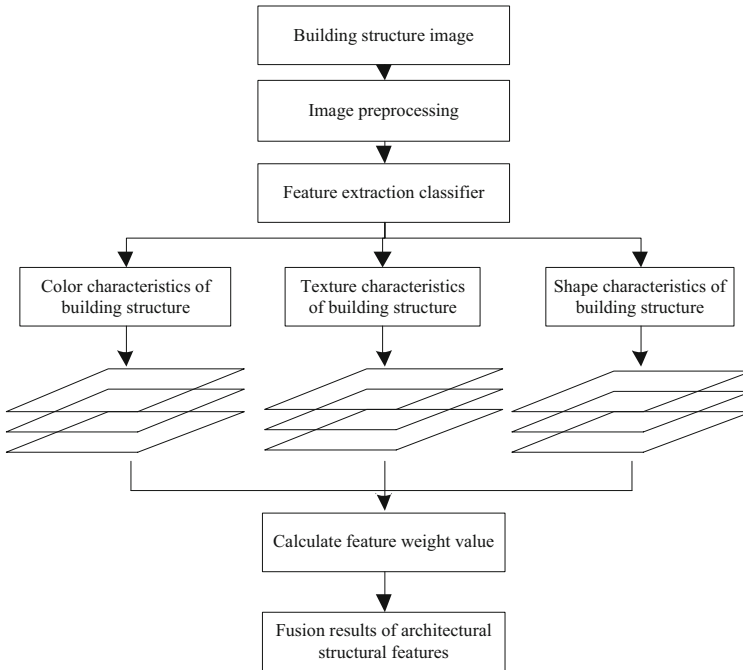 Building structure image
Image preprocessing
Feature extraction classifier
Color characteristics of
building structure
Texture characteristics
of building structure
Shape characteristics of
building structure
Calculate feature weight value
Fusion results of architectural
structural features